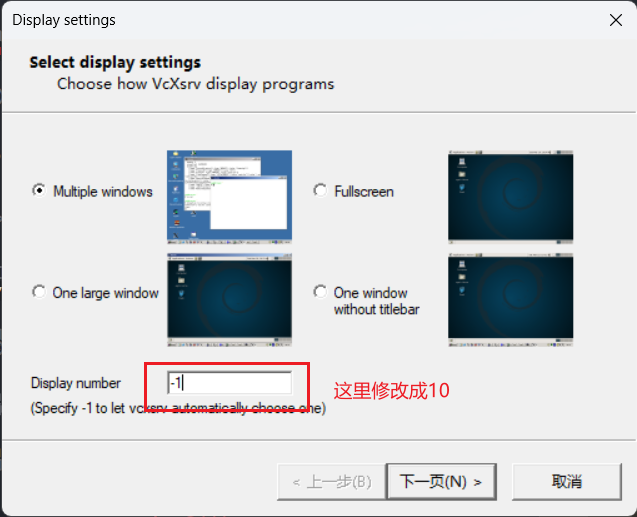 Display settings
Select display settings
Choose how VcXsrv display programs
Multiple windows
Fullscreen
One large window
One window
without titlebar
Display number
-1
这里修改成10
(Specify -1 to let vcxsrv automatically choose one)
< 上一步(B)
下一页(N) >
取消